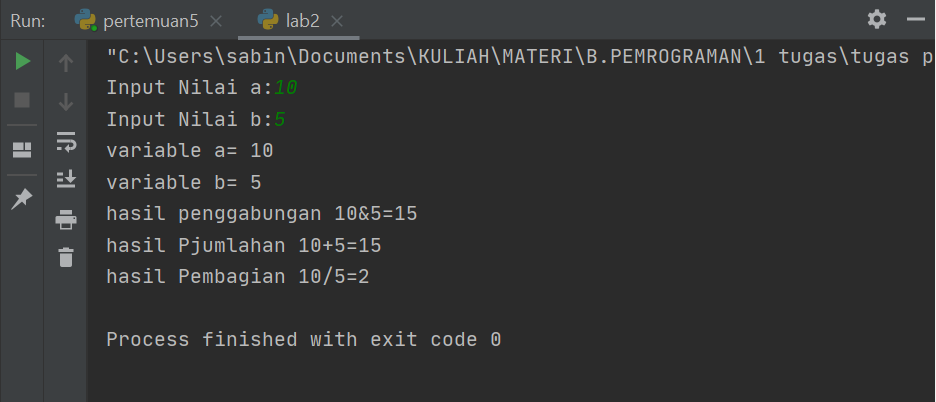 Run: pertemuan5 lab2
"C:\Users\sabin\Documents\KULIAH\MATERI\B.PEMROGRAMAN\1 tugas\tugas p
Input Nilai a:10
Input Nilai b:5
variable a= 10
variable b= 5
hasil penggabungan 10&5=15
hasil Pjumlahan 10+5=15
hasil Pembagian 10/5=2
Process finished with exit code 0